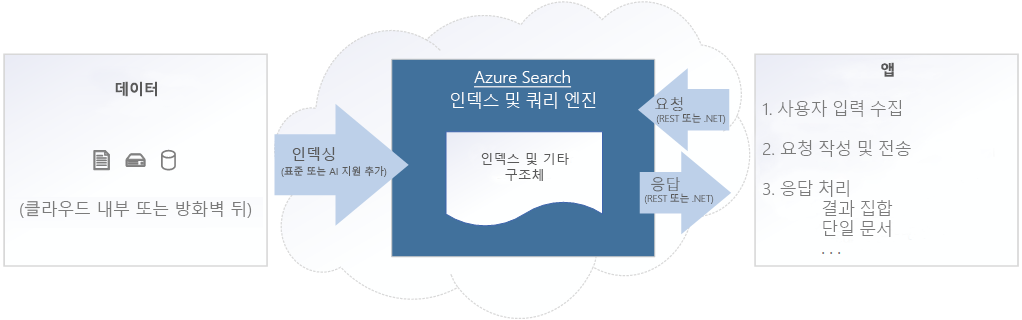 데이터
(클라우드 내부 또는 방화벽 뒤)
인덱싱
(표준 또는 AI 지원 추가)
Azure Search
인덱스 및 쿼리 엔진
인덱스 및 기타
구조체
요청
(REST 또는 .NET)
응답
(REST 또는 .NET)
앱
1. 사용자 입력 수집
2. 요청 작성 및 전송
3. 응답 처리
결과 집합
단일 문서
. . .